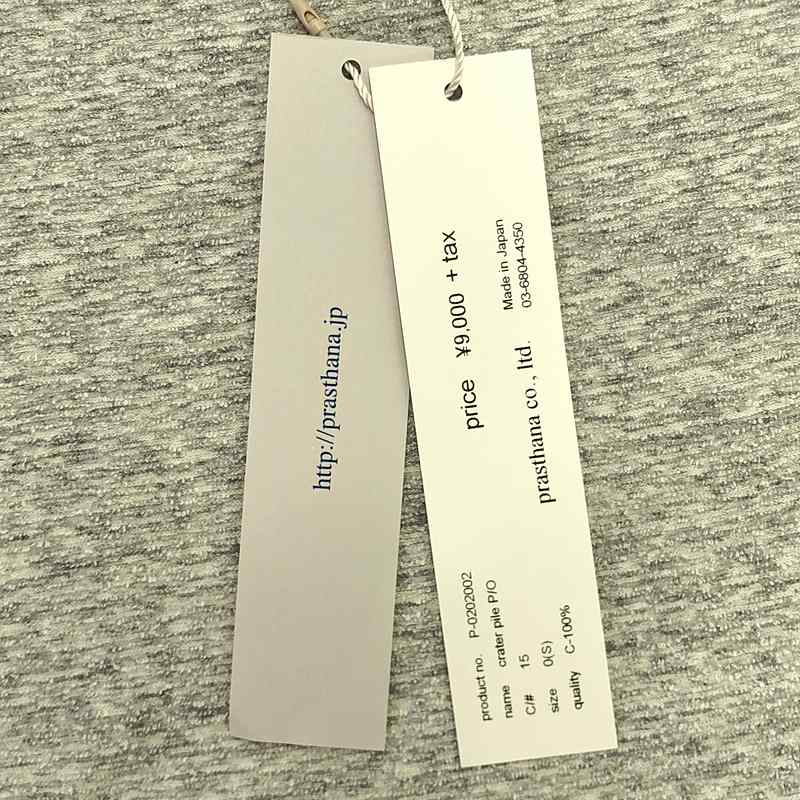 http://prasthana.jp
product no. P-0202002
name crater pile P/O
C/# 15
size 0(S)
quality C-100%
price ¥9,000 + tax
prasthana co., ltd.
Made in Japan
03-6804-4350